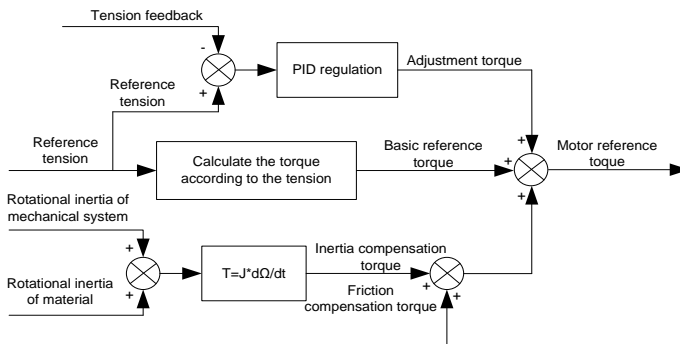 Tension feedback
-
+
PID regulation
Adjustment torque
Reference
tension
+
Reference
tension
Calculate the torque
according to the tension
Basic reference
torque
+
+
Motor reference
toque
Rotational inertia of
mechanical system
+
+
Rotational inertia
of material
T=J*dΩ/dt
Inertia compensation
torque
+
+
Friction
compensation torque